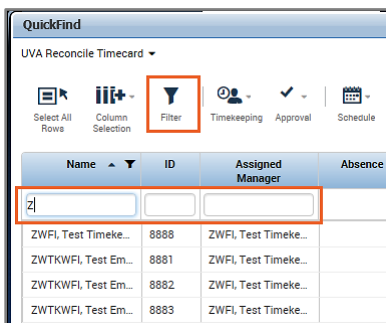 QuickFind
UVA Reconcile Timecard
Select All Rows Column Selection Filter Timekeeping Approval Schedule
Name ID Assigned Manager Absence
Z
ZWFI, Test Timeke... 8888 ZWFI, Test Timeke...
ZWTKWFI, Test Em... 8881 ZWFI, Test Timeke...
ZWTKWFI, Test Em... 8882 ZWFI, Test Timeke...
ZWTKWFI, Test Em... 8883 ZWFI, Test Timeke...